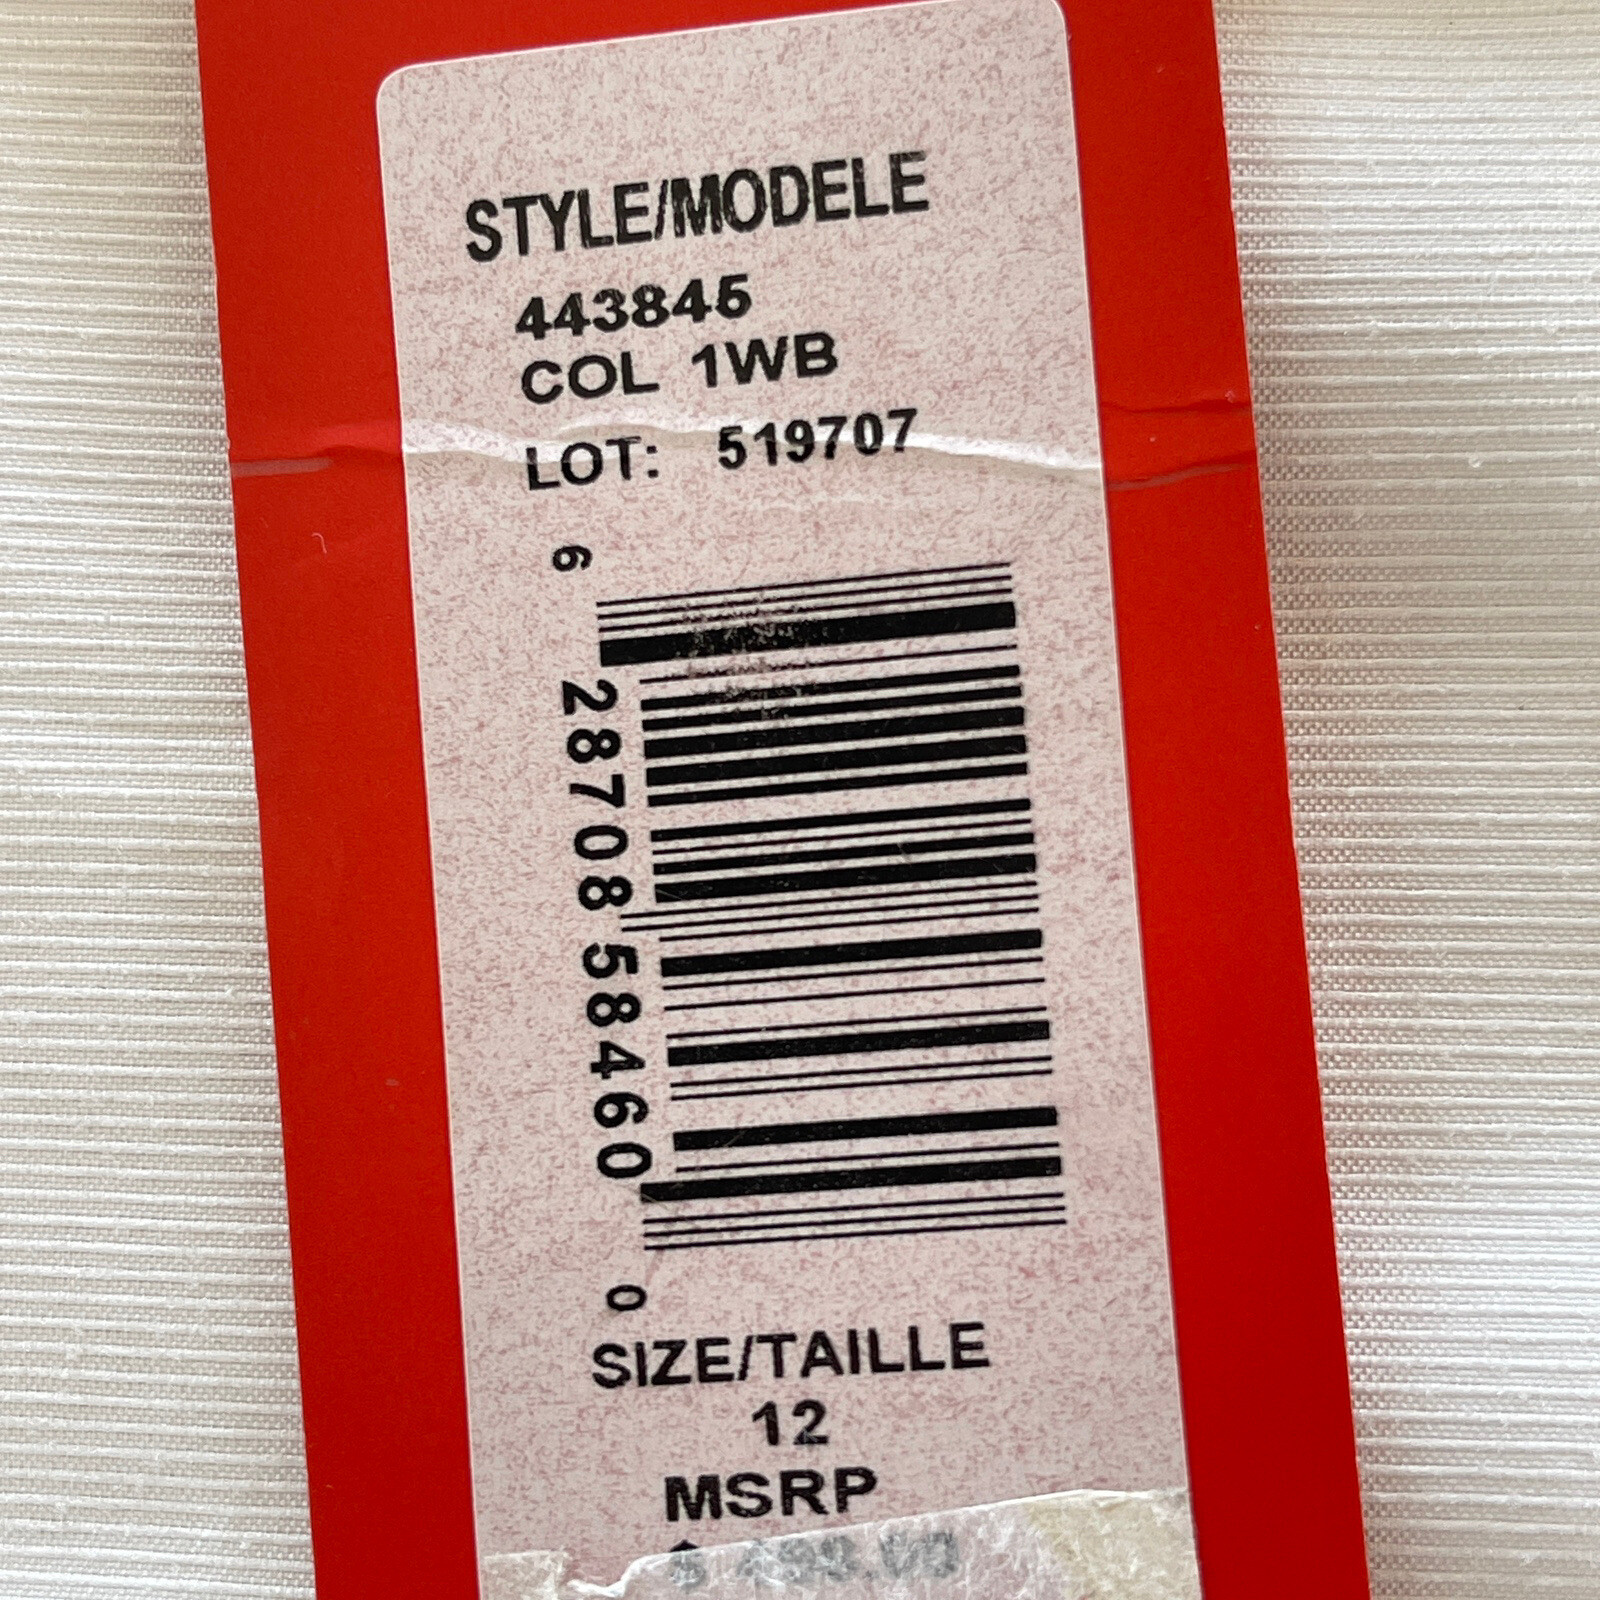 STYLE/MODELE
443845
COL 1WB
LOT: 519707
6 28708 58460 0
SIZE/TAILLE
12
MSRP
$